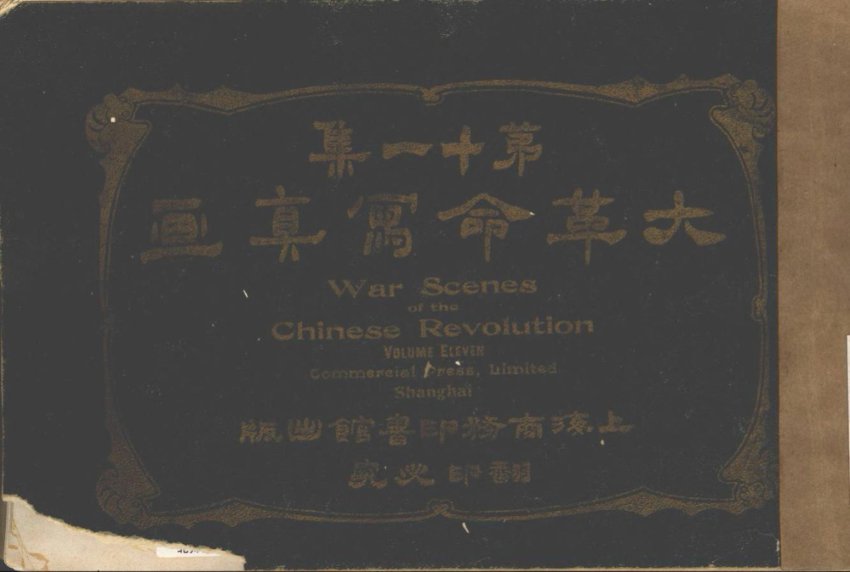 第十一集
大革命寫真畫
War Scenes
of the
Chinese Revolution
VOLUME ELEVEN
Commercial Press, Limited
Shanghai
上海商務印書館出版
翻印必究